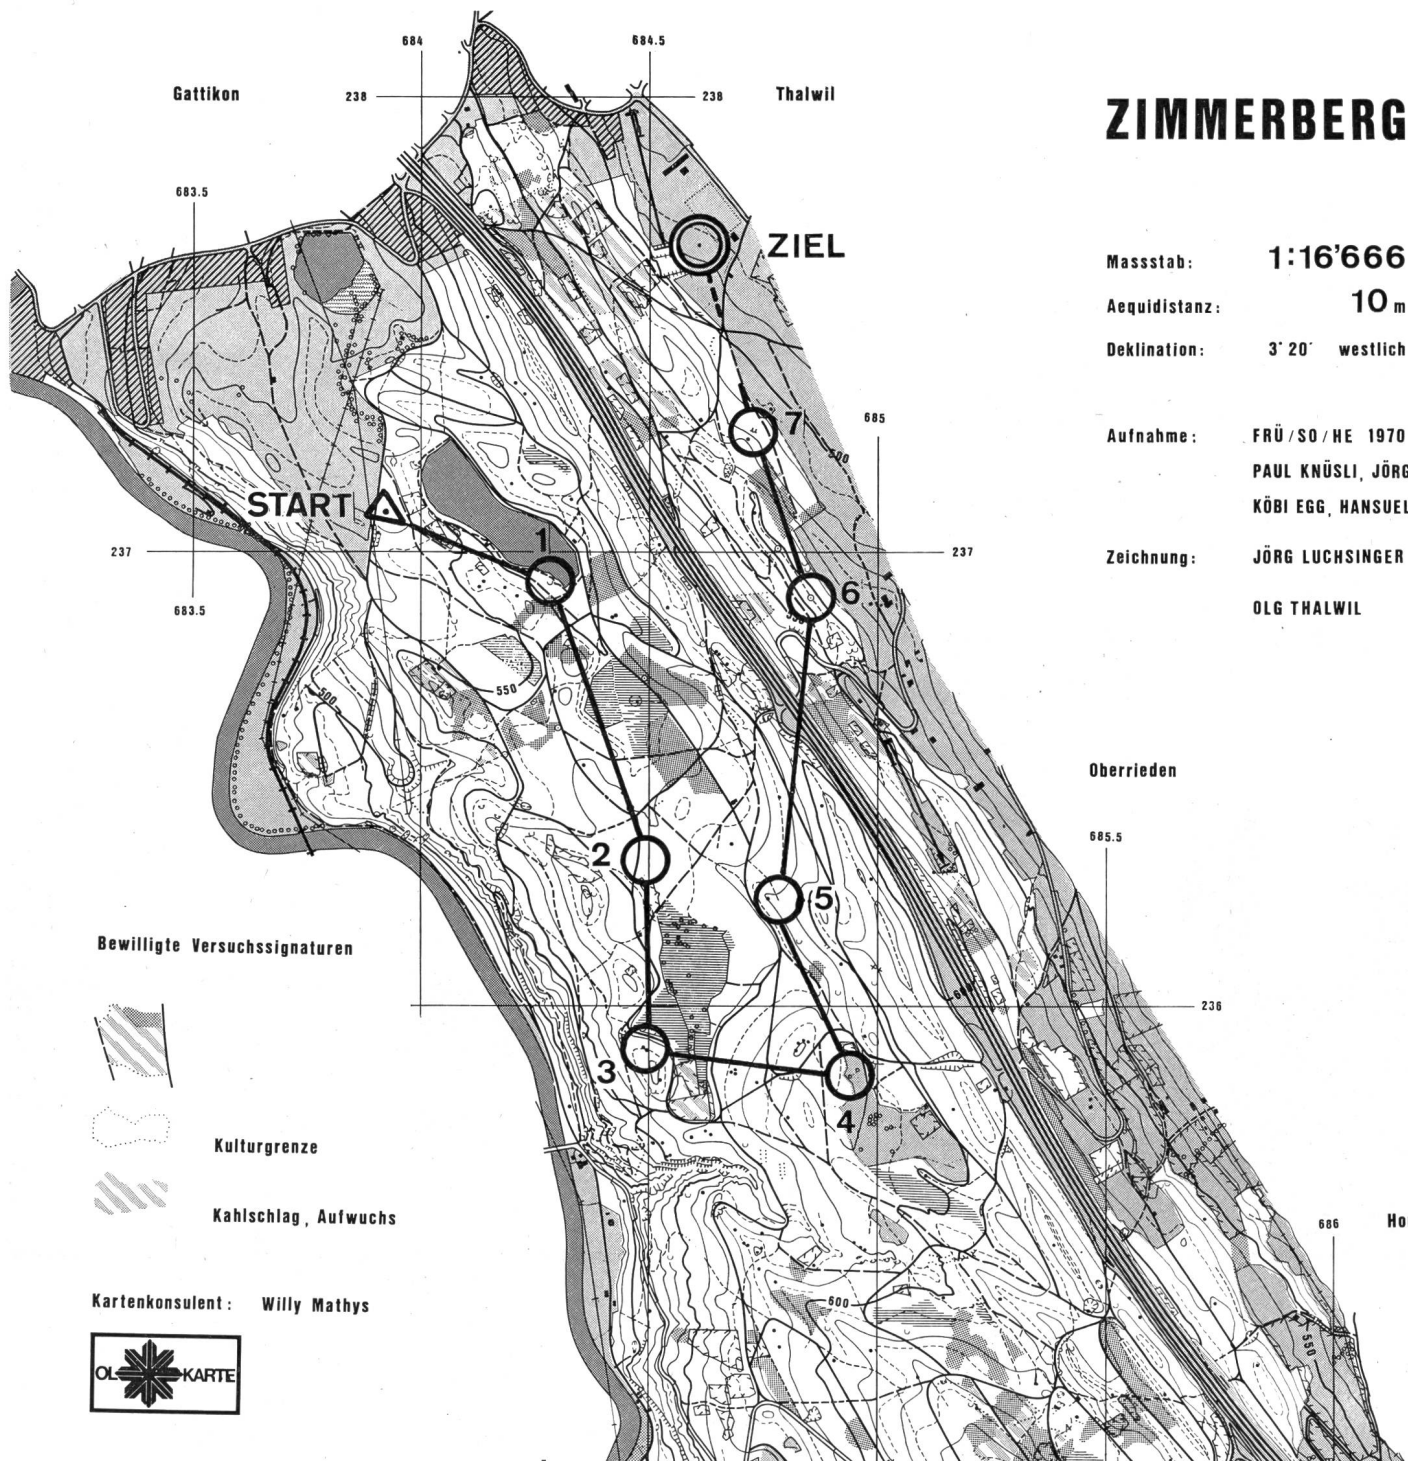 684
684.5
Gattikon
238
238
Thalwil
ZIMMERBERG
683.5
ZIEL
Massstab: 1:16'666
Aequidistanz: 10 m
Deklination: 3° 20' westlich
7
685
500
Aufnahme: FRÜ/SO/HE 1970
PAUL KNÜSLI, JÖRG
KÖBI EGG, HANSUEL
START
1
237
237
Zeichnung: JÖRG LUCHSINGER
683.5
6
OLG THALWIL
550
500
Oberrieden
685.5
2
5
Bewilligte Versuchssignaturen
600
236
3
4
Kulturgrenze
Kahlschlag, Aufwuchs
686
Kartenkonsulent: Willy Mathys
600
550
OL KARTE